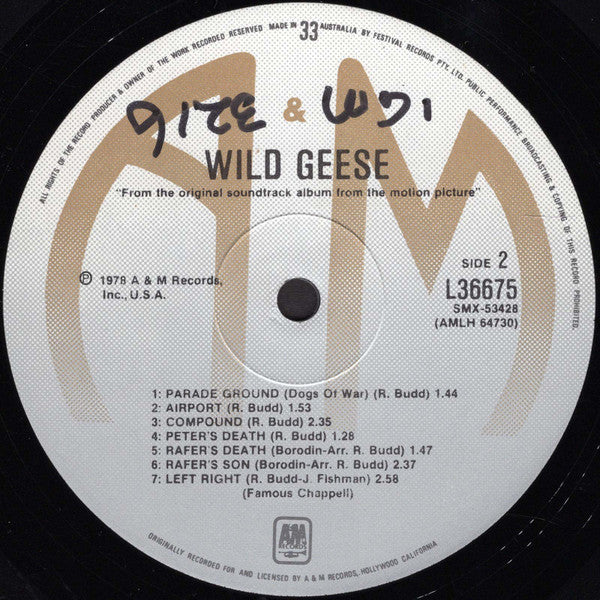 ALL RIGHTS OF THE RECORD PRODUCER & OWNER OF THE WORK RECORDED RESERVED MADE IN 33 AUSTRALIA BY FESTIVAL RECORDS PTY. LTD. PUBLIC PERFORMANCE BROADCASTING & COPYING OF THIS RECORD PROHIBITED.
&
WILD GEESE
"From the original soundtrack album from the motion picture"
℗ 1978 A & M Records,
Inc., U.S.A.
SIDE 2
L36675
SMX-53428
(AMLH 64730)
1: PARADE GROUND (Dogs Of War) (R. Budd) 1.44
2: AIRPORT (R. Budd) 1.53
3: COMPOUND (R. Budd) 2.35
4: PETER'S DEATH (R. Budd) 1.28
5: RAFER'S DEATH (Borodin-Arr. R. Budd) 1.47
6: RAFER'S SON (Borodin-Arr. R. Budd) 2.37
7: LEFT RIGHT (R. Budd-J. Fishman) 2.58
(Famous Chappell)
AM
RECORDS
ORIGINALLY RECORDED FOR AND LICENSED BY A & M RECORDS, HOLLYWOOD CALIFORNIA